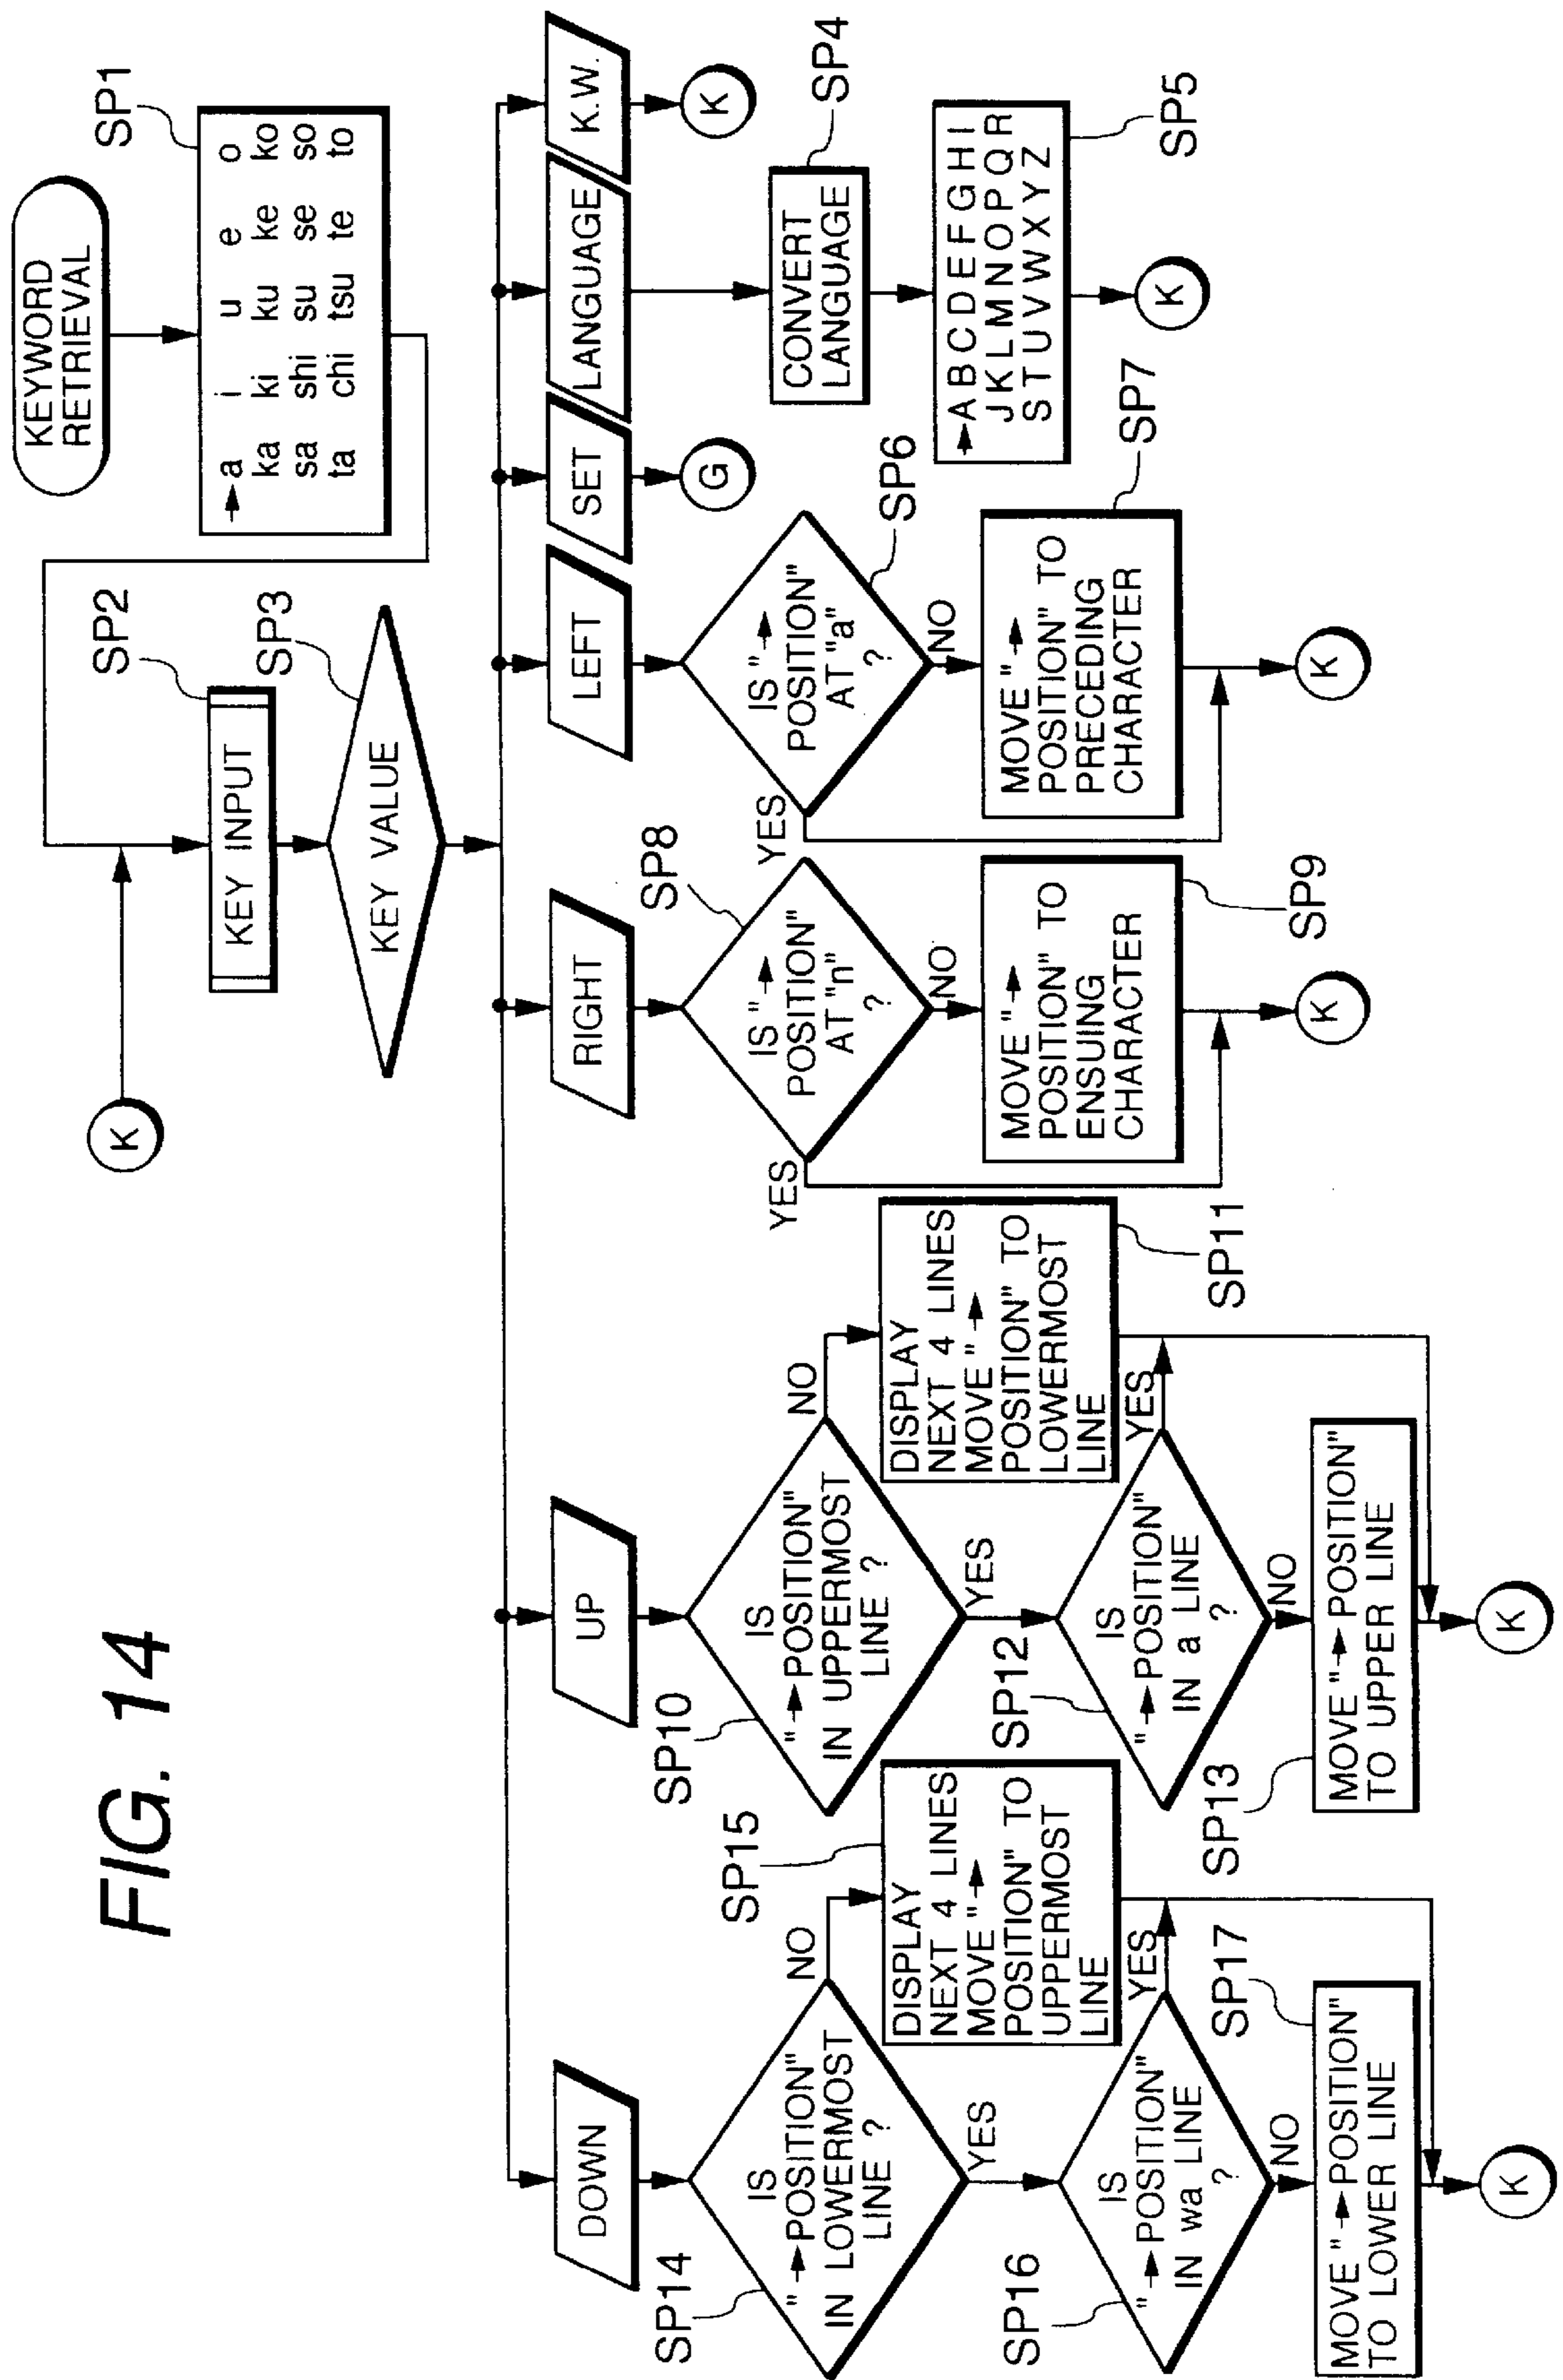 FIG. 14
KEYWORD
RETRIEVAL
SP1
→a i u e o
ka ki ku ke ko
sa shi su se so
ta chi tsu te to
K
KEY INPUT
SP2
KEY VALUE
SP3
DOWN
UP
RIGHT
LEFT
SET
LANGUAGE
K.W.
G
K
CONVERT
LANGUAGE
SP4
→A B C D E F G H I
J K L M N O P Q R
S T U V W X Y Z
SP5
K
IS "→
POSITION"
AT "a"
?
SP6
YES
NO
MOVE "→
POSITION" TO
PRECEDING
CHARACTER
SP7
K
IS "→
POSITION"
AT "n"
?
SP8
YES
NO
MOVE "→
POSITION" TO
ENSUING
CHARACTER
SP9
K
IS
"→POSITION"
IN UPPERMOST
LINE ?
SP10
NO
YES
DISPLAY
NEXT 4 LINES
MOVE "→
POSITION" TO
LOWERMOST
LINE
SP11
IS
"→POSITION"
IN a LINE
?
SP12
YES
NO
MOVE "→ POSITION"
TO UPPER LINE
SP13
K
IS
"→POSITION"
IN LOWERMOST
LINE ?
SP14
NO
YES
DISPLAY
NEXT 4 LINES
MOVE "→
POSITION" TO
UPPERMOST
LINE
SP15
IS
"→POSITION"
IN wa LINE
?
SP16
YES
NO
MOVE "→POSITION"
TO LOWER LINE
SP17
K